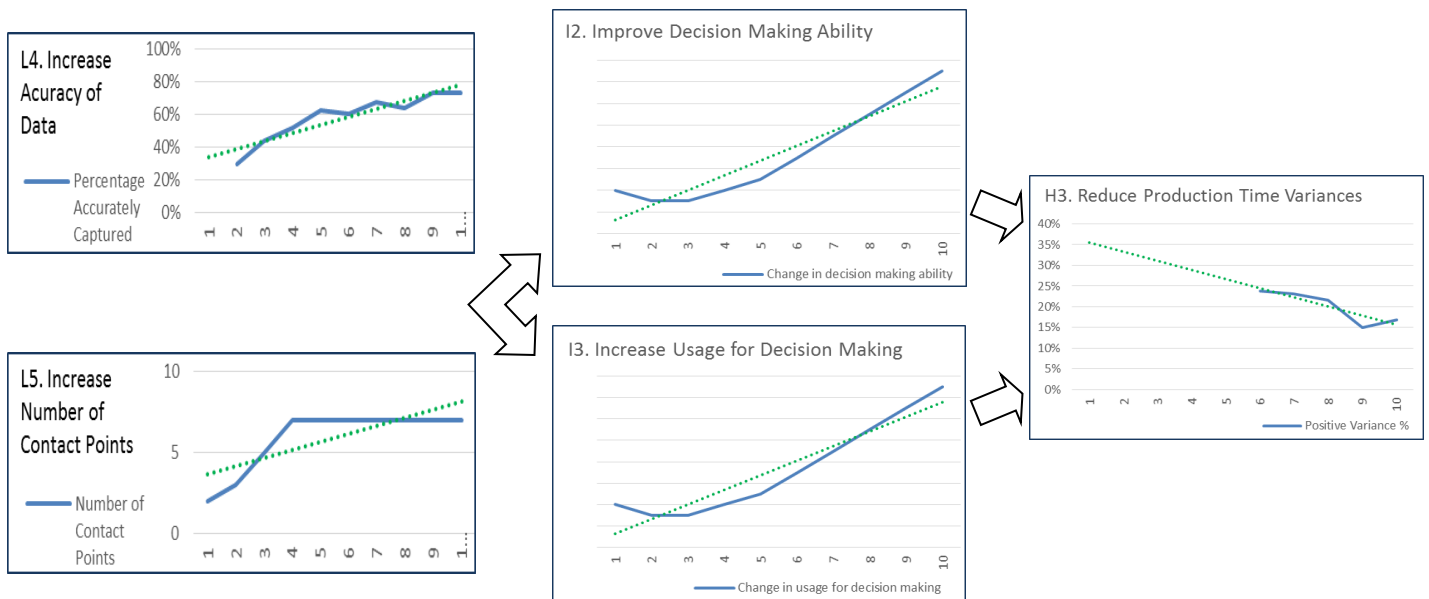 L4. Increase
Acuracy of
Data
Percentage
Accurately
Captured
100%
80%
60%
40%
20%
0%
1 2 3 4 5 6 7 8 9 1...
L5. Increase
Number of
Contact Points
Number of
Contact
Points
10
5
0
1 2 3 4 5 6 7 8 9 1...
I2. Improve Decision Making Ability
1 2 3 4 5 6 7 8 9 10
Change in decision making ability
I3. Increase Usage for Decision Making
1 2 3 4 5 6 7 8 9 10
Change in usage for decision making
H3. Reduce Production Time Variances
40%
35%
30%
25%
20%
15%
10%
5%
0%
1 2 3 4 5 6 7 8 9 10
Positive Variance %